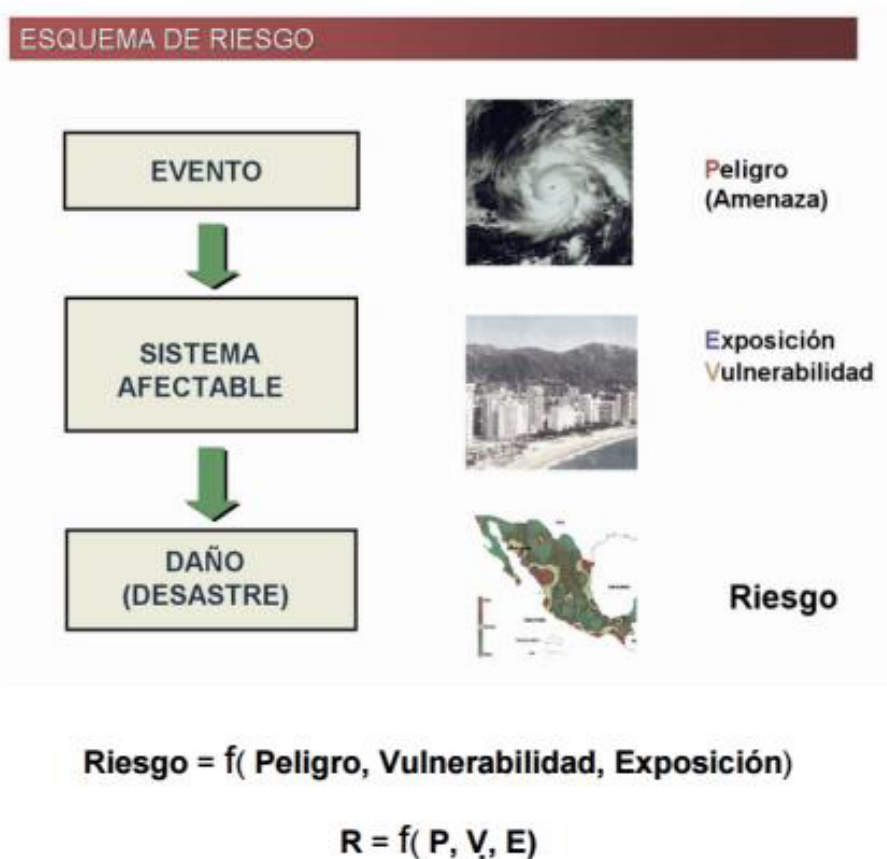 ESQUEMA DE RIESGO
EVENTO
Peligro
(Amenaza)
SISTEMA
AFECTABLE
Exposición
Vulnerabilidad
DAÑO
(DESASTRE)
Riesgo
Riesgo = f( Peligro, Vulnerabilidad, Exposición)
R = f( P, V, E)